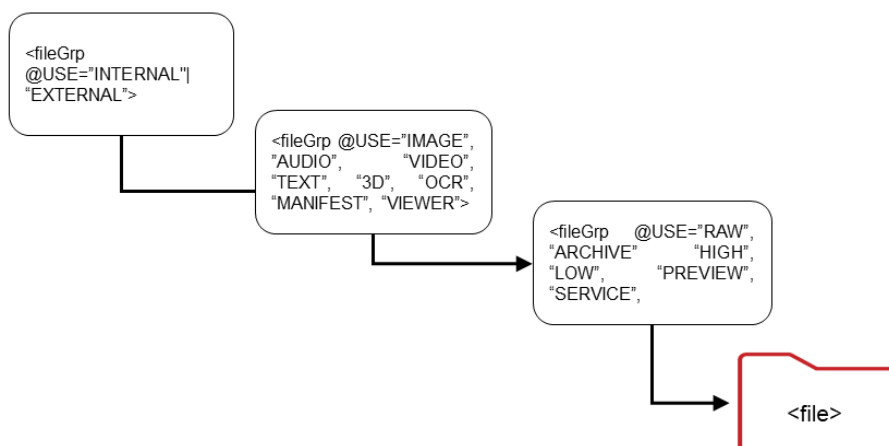 <fileGrp
@USE=”INTERNAL"|
“EXTERNAL”>
<fileGrp @USE=”IMAGE”,
”AUDIO”, “VIDEO”,
“TEXT”, “3D”, “OCR”,
“MANIFEST”, “VIEWER”>
<fileGrp @USE=”RAW”,
“ARCHIVE” “HIGH”,
“LOW”, “PREVIEW”,
“SERVICE”,
<file>